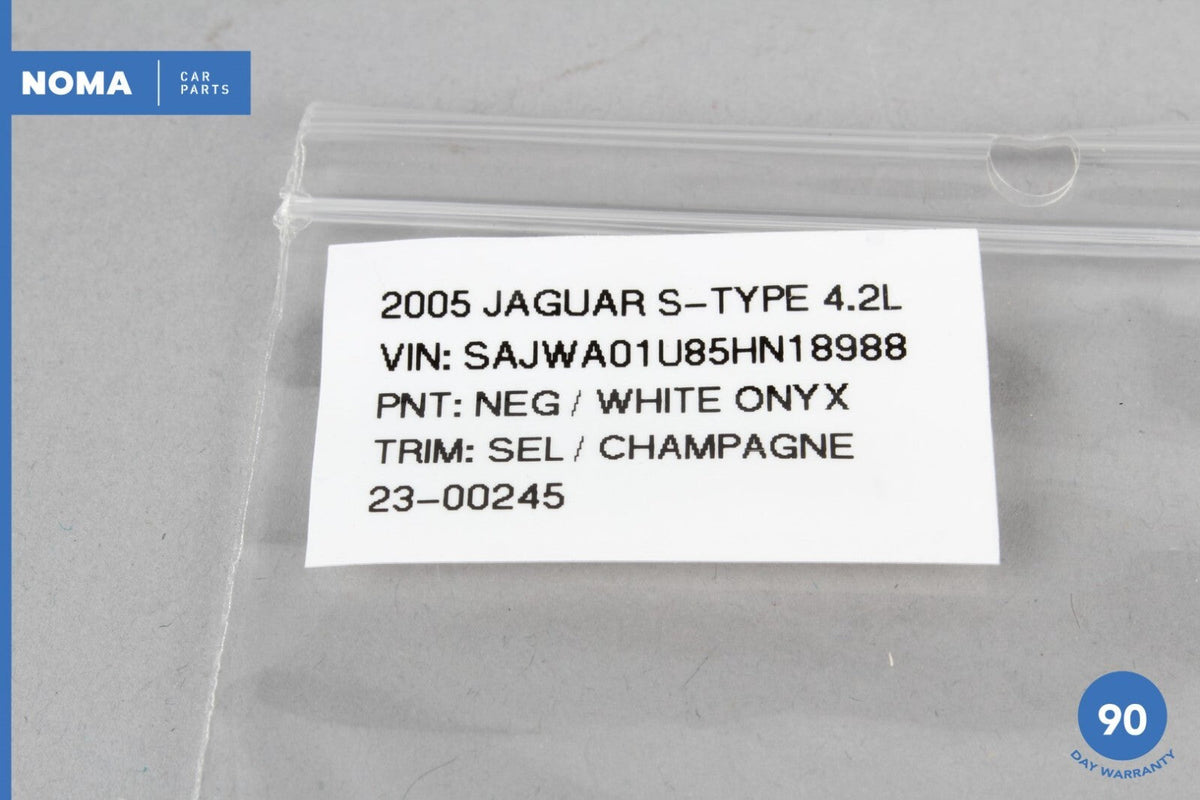 NOMA
CAR
PARTS
2005 JAGUAR S-TYPE 4.2L
VIN: SAJWA01U85HN18988
PNT: NEG / WHITE ONYX
TRIM: SEL / CHAMPAGNE
23-00245
90
DAY WARRANTY